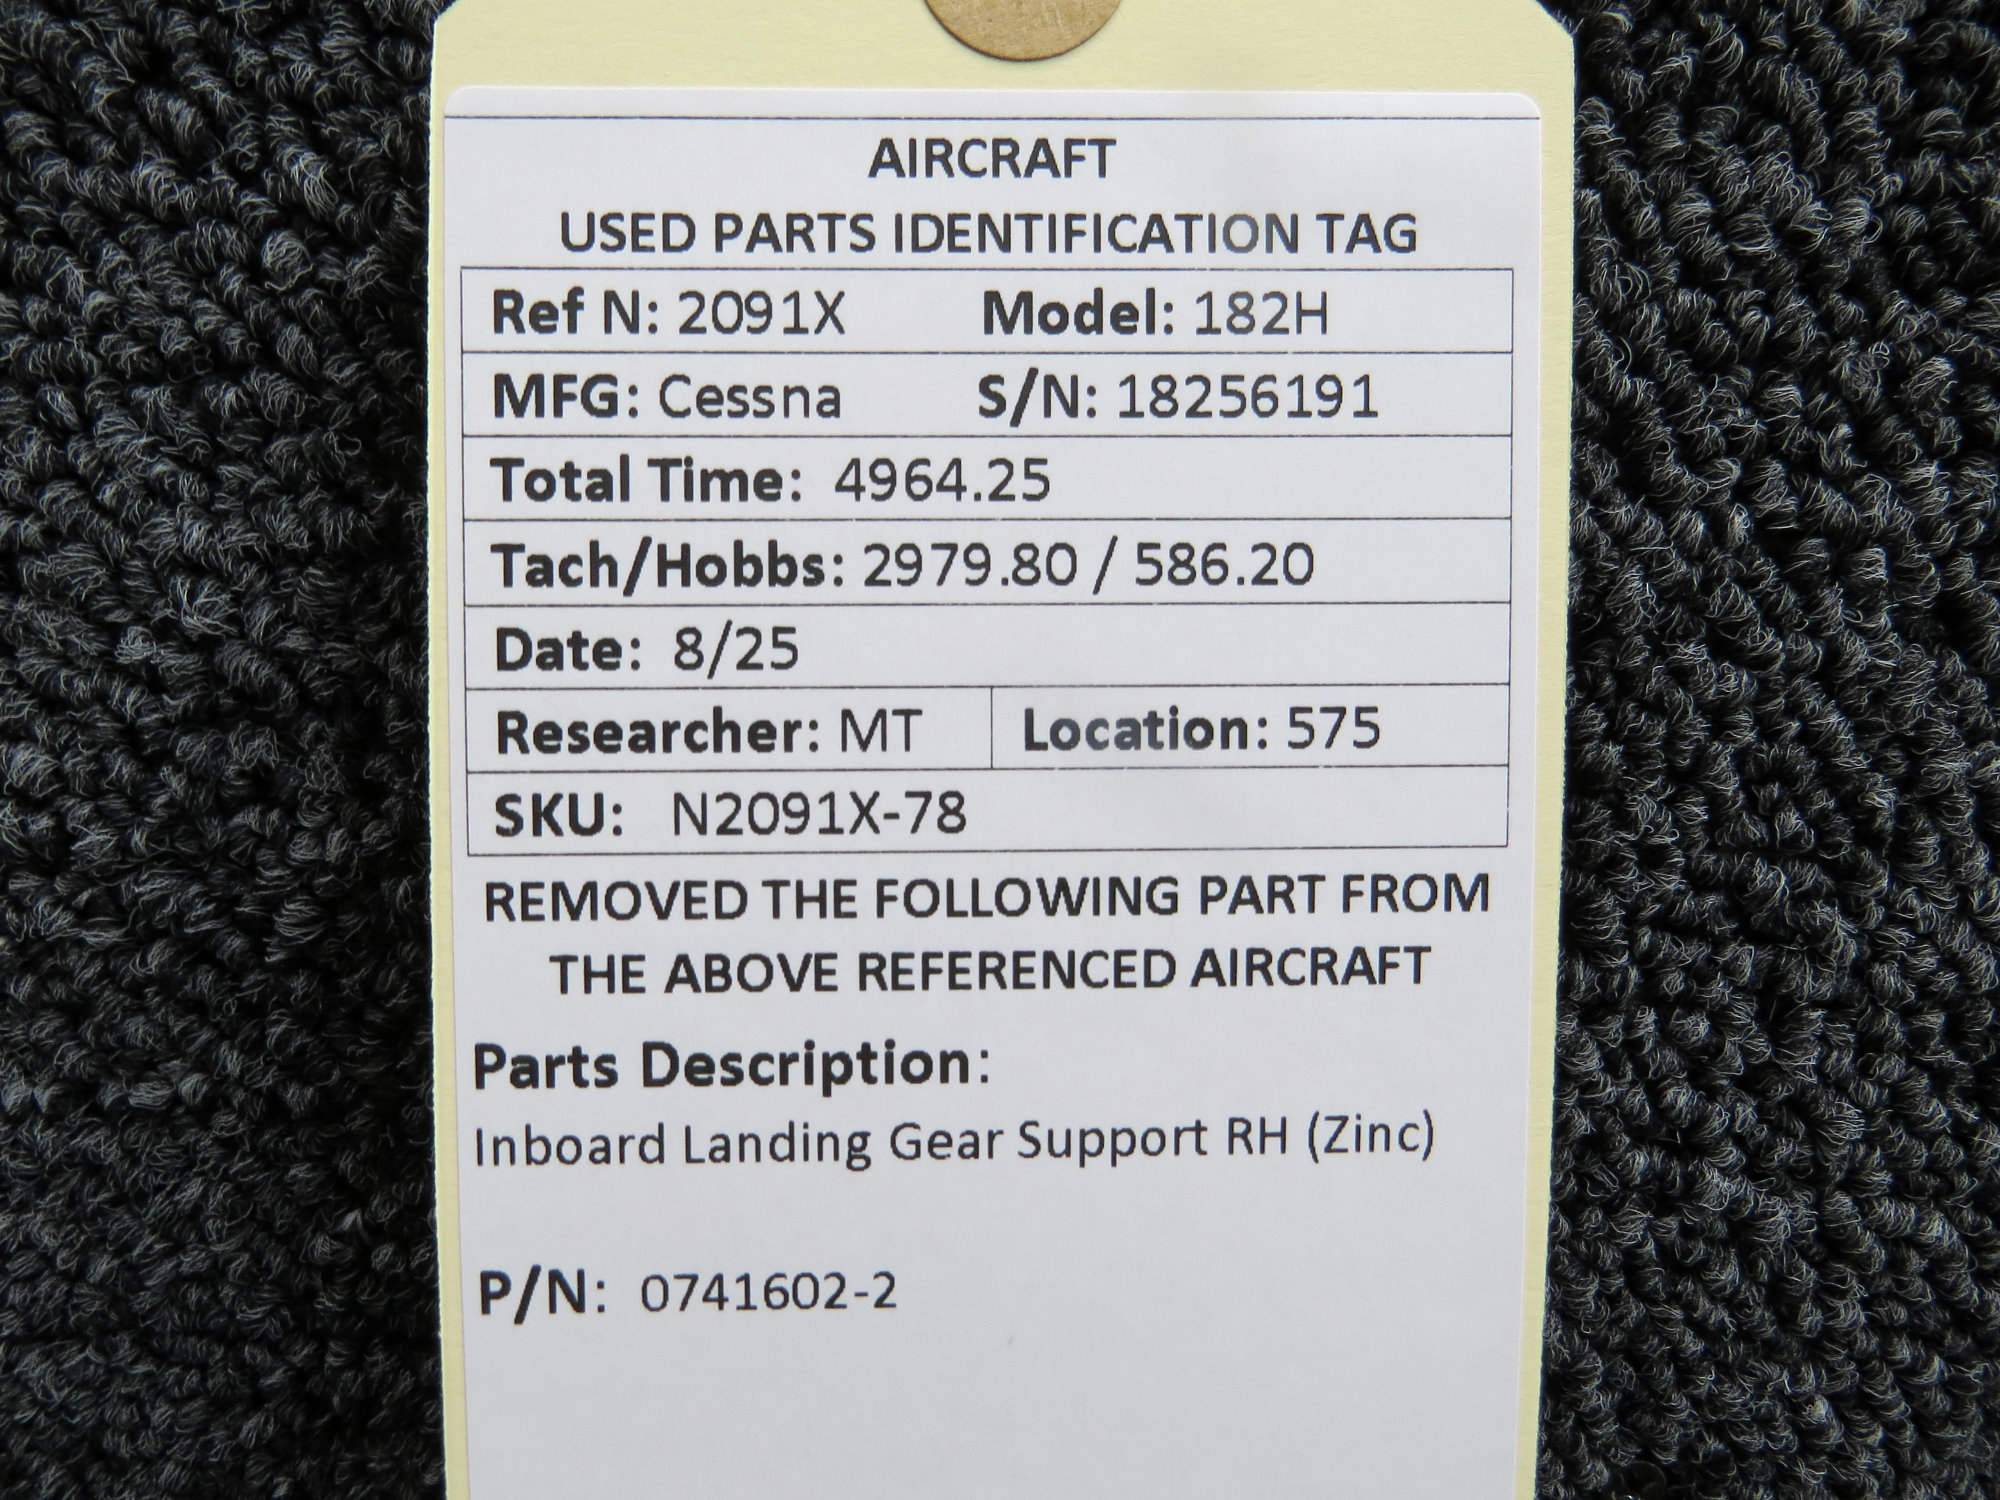 AIRCRAFT
USED PARTS IDENTIFICATION TAG
Ref N: 2091X Model: 182H
MFG: Cessna S/N: 18256191
Total Time: 4964.25
Tach/Hobbs: 2979.80 / 586.20
Date: 8/25
Researcher: MT Location: 575
SKU: N2091X-78
REMOVED THE FOLLOWING PART FROM
THE ABOVE REFERENCED AIRCRAFT
Parts Description:
Inboard Landing Gear Support RH (Zinc)
P/N: 0741602-2